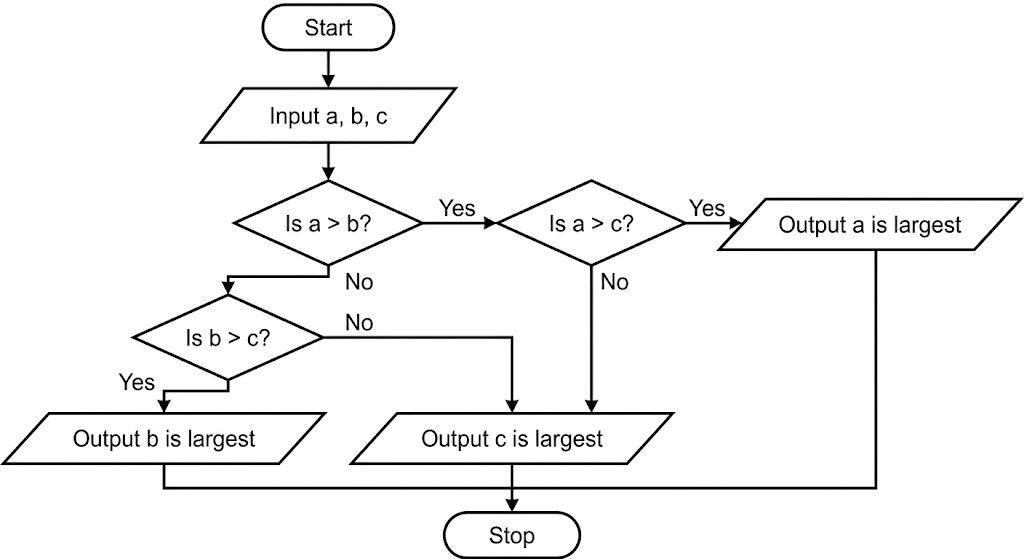 Start
Input a, b, c
Is a > b?
Yes
Is a > c?
Yes
Output a is largest
No
No
Is b > c?
No
Yes
Output b is largest
Output c is largest
Stop